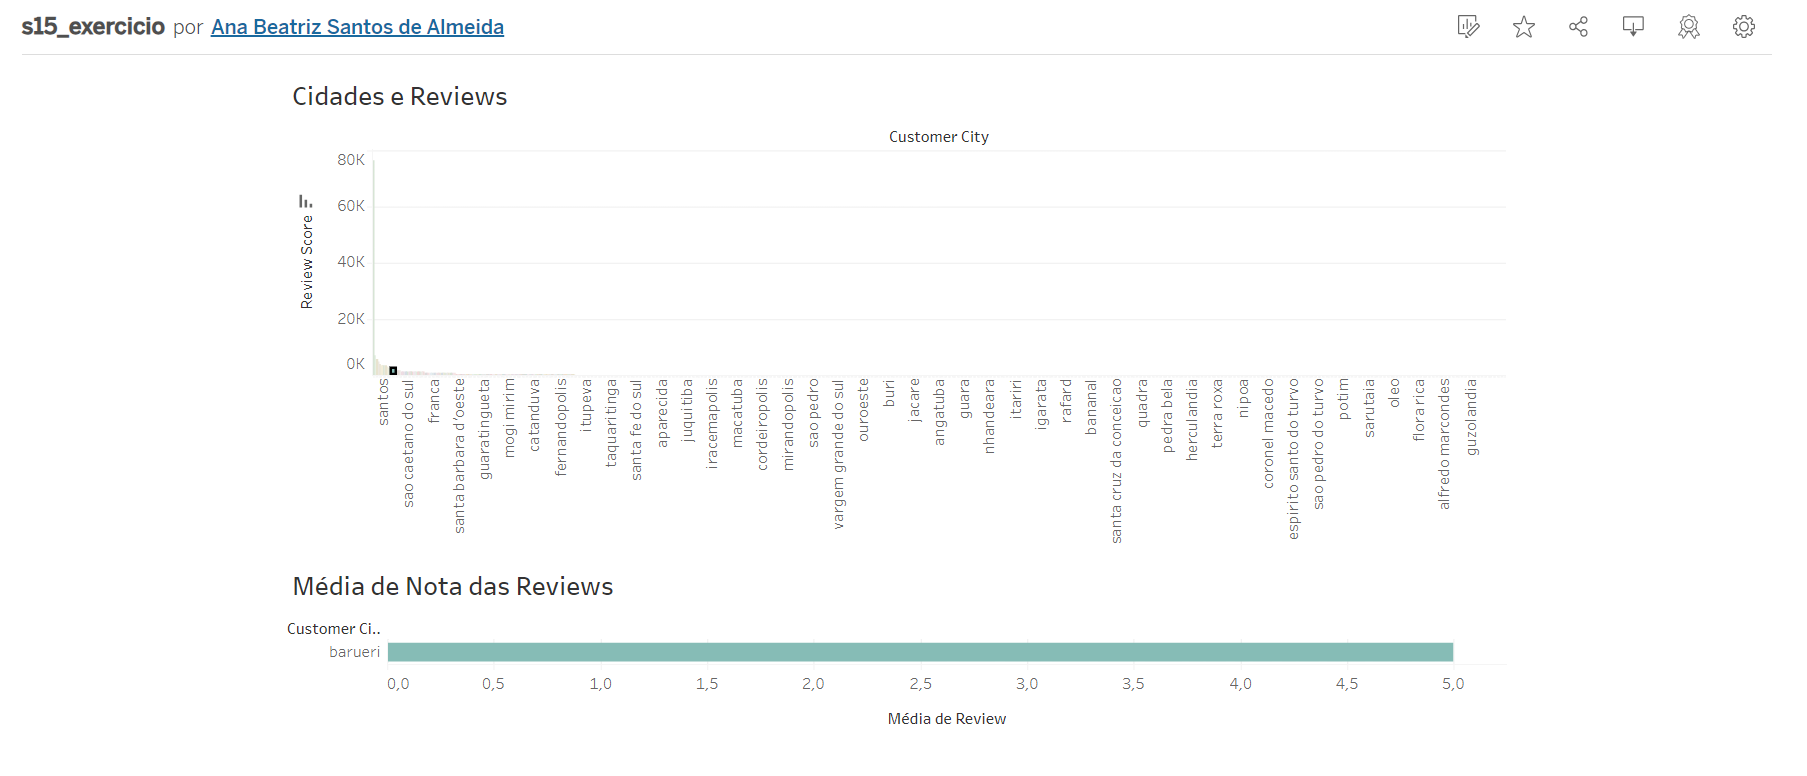 s15_exercicio por Ana Beatriz Santos de Almeida
Cidades e Reviews
Customer City
Review Score
80K
60K
40K
20K
0K
santos
sao caetano do sul
franca
santa barbara d'oeste
guaratingueta
mogi mirim
catanduva
fernandopolis
itupeva
taquaritinga
santa fe do sul
aparecida
juquitiba
iracemapolis
macatuba
cordeiropolis
mirandopolis
sao pedro
vargem grande do sul
ouroeste
buri
jacare
angatuba
guara
nhandeara
itariri
igarata
rafard
bananal
santa cruz da conceicao
quadra
pedra bela
herculandia
terra roxa
nipoa
coronel macedo
espirito santo do turvo
sao pedro do turvo
potim
sarutaia
oleo
flora rica
alfredo marcondes
guzolandia
Média de Nota das Reviews
Customer Ci..
barueri
0,0 0,5 1,0 1,5 2,0 2,5 3,0 3,5 4,0 4,5 5,0
Média de Review